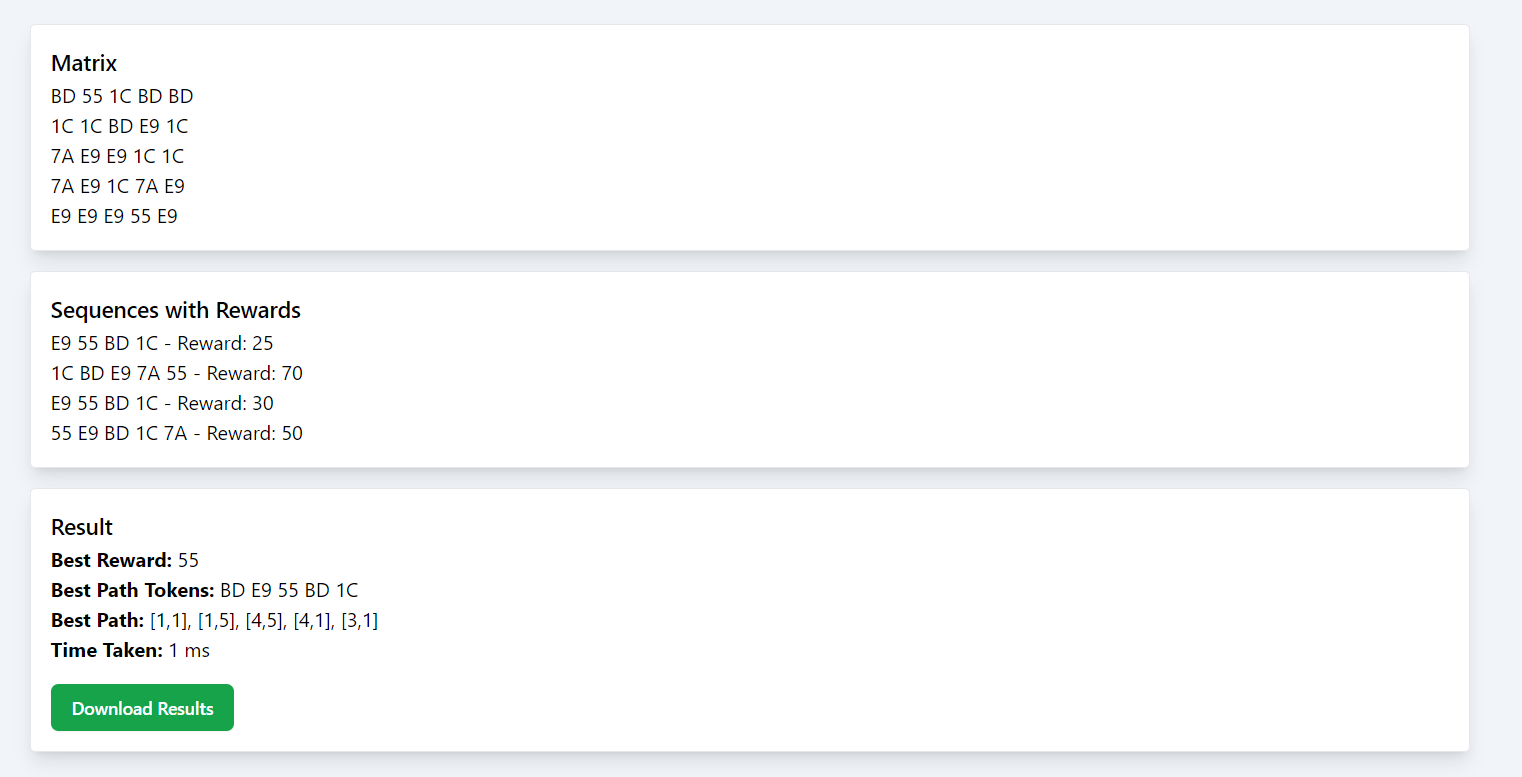 Matrix
BD 55 1C BD BD
1C 1C BD E9 1C
7A E9 E9 1C 1C
7A E9 1C 7A E9
E9 E9 E9 55 E9
Sequences with Rewards
E9 55 BD 1C - Reward: 25
1C BD E9 7A 55 - Reward: 70
E9 55 BD 1C - Reward: 30
55 E9 BD 1C 7A - Reward: 50
Result
Best Reward: 55
Best Path Tokens: BD E9 55 BD 1C
Best Path: [1,1], [1,5], [4,5], [4,1], [3,1]
Time Taken: 1 ms
Download Results